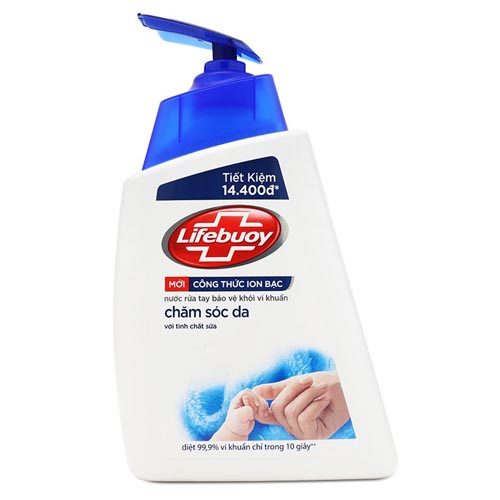 Tiết Kiệm
14.400đ*
Lifebuoy
MỚI CÔNG THỨC ION BẠC
nước rửa tay bảo vệ khỏi vi khuẩn
chăm sóc da
với tinh chất sữa
diệt 99,9% vi khuẩn chỉ trong 10 giây**